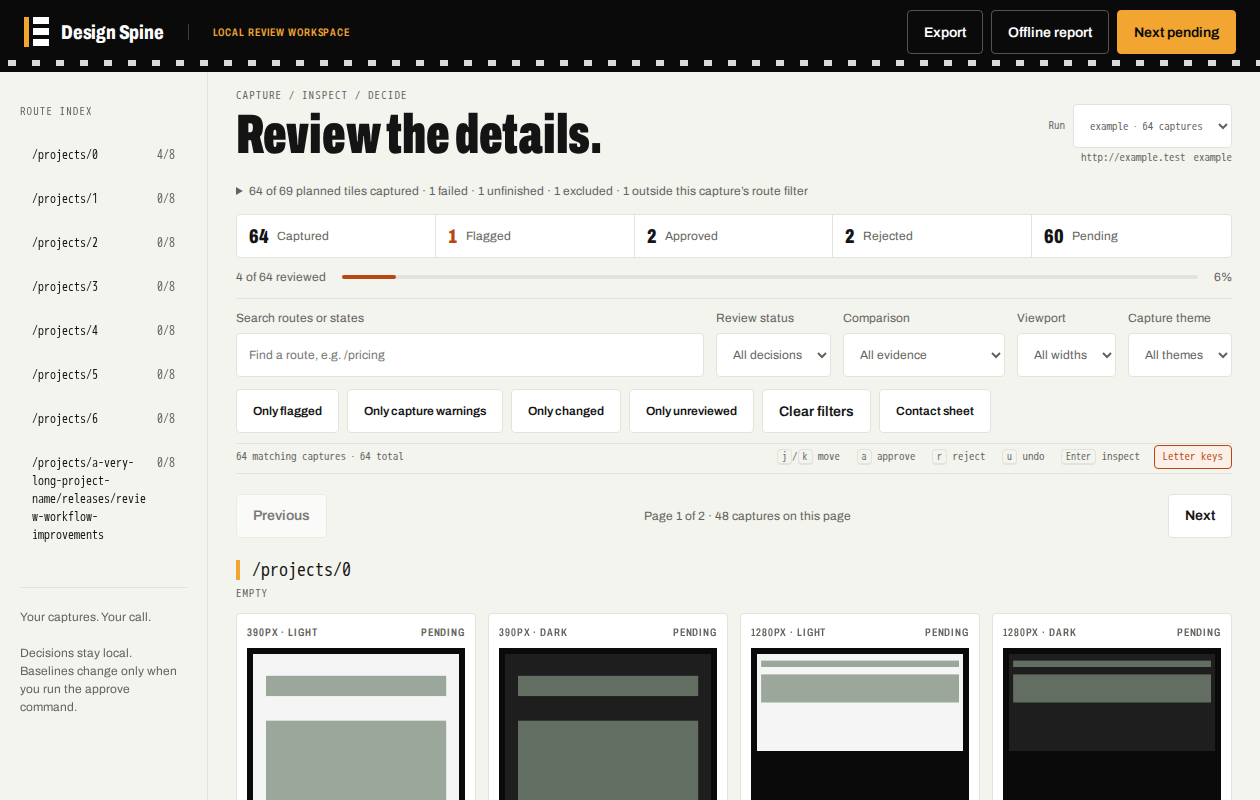 Design Spine
LOCAL REVIEW WORKSPACE
Export
Offline report
Next pending
ROUTE INDEX
/projects/0 4/8
/projects/1 0/8
/projects/2 0/8
/projects/3 0/8
/projects/4 0/8
/projects/5 0/8
/projects/6 0/8
/projects/a-very- 0/8
long-project-
name/releases/revie
w-workflow-
improvements
Your captures. Your call.
Decisions stay local.
Baselines change only when
you run the approve
command.
CAPTURE / INSPECT / DECIDE
Review the details.
Run
example · 64 captures
http://example.test example
64 of 69 planned tiles captured · 1 failed · 1 unfinished · 1 excluded · 1 outside this capture's route filter
64 Captured
1 Flagged
2 Approved
2 Rejected
60 Pending
4 of 64 reviewed
6%
Search routes or states
Review status
Comparison
Viewport
Capture theme
Find a route, e.g. /pricing
All decisions
All evidence
All widths
All themes
Only flagged
Only capture warnings
Only changed
Only unreviewed
Clear filters
Contact sheet
64 matching captures · 64 total
j/k move
a approve
r reject
u undo
Enter inspect
Letter keys
Previous
Page 1 of 2 · 48 captures on this page
Next
/projects/0
EMPTY
390PX · LIGHT PENDING
390PX · DARK PENDING
1280PX · LIGHT PENDING
1280PX · DARK PENDING